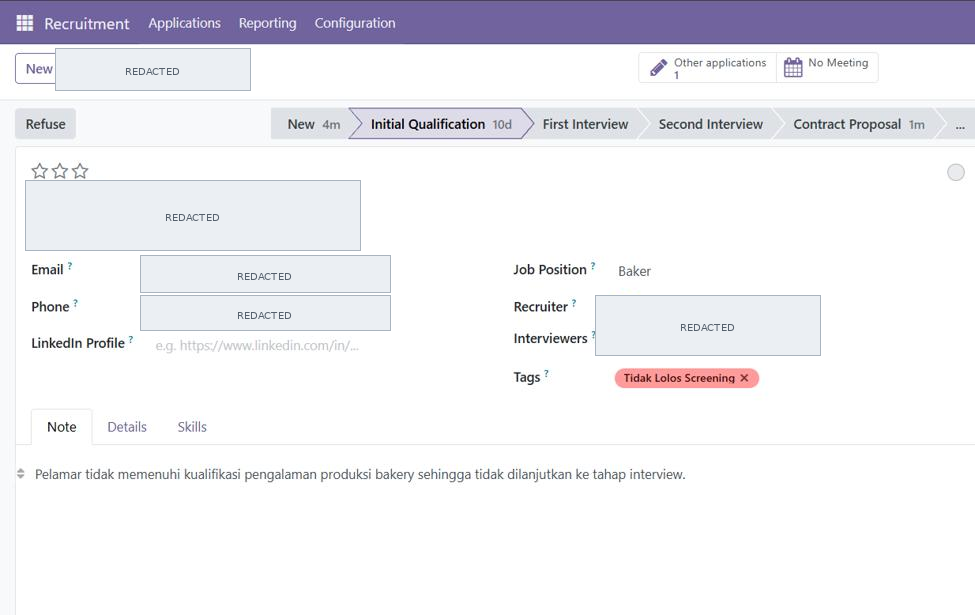 Recruitment Applications Reporting Configuration
New REDACTED Other applications 1 No Meeting
Refuse New 4m Initial Qualification 10d First Interview Second Interview Contract Proposal 1m ...
REDACTED
Email ? REDACTED Job Position ? Baker
Phone ? REDACTED Recruiter ?
REDACTED
LinkedIn Profile ? e.g. https://www.linkedin.com/in/... Interviewers ?
Tags ? Tidak Lolos Screening ×
Note Details Skills
Pelamar tidak memenuhi kualifikasi pengalaman produksi bakery sehingga tidak dilanjutkan ke tahap interview.